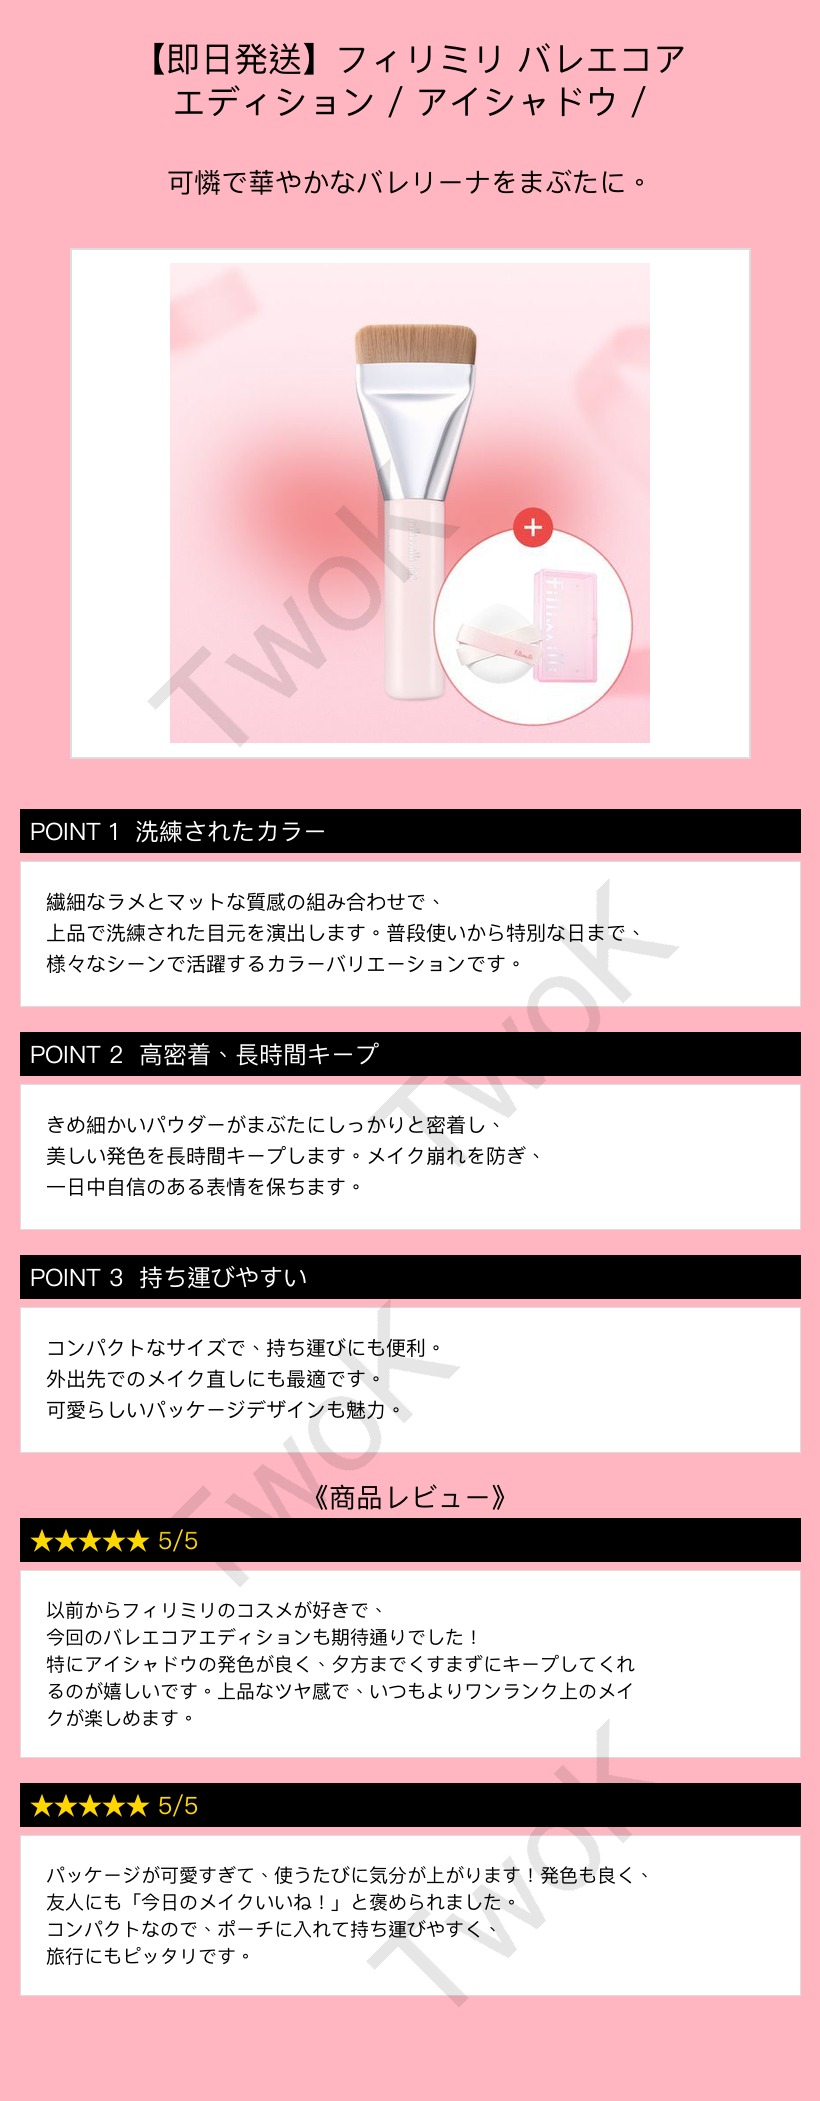 【即日発送】フィリミリ バレエコア
エディション / アイシャドウ /
可憐で華やかなバレリーナをまぶたに。
+
TwoK
POINT 1 洗練されたカラー
繊細なラメとマットな質感の組み合わせで、
上品で洗練された目元を演出します。普段使いから特別な日まで、
様々なシーンで活躍するカラーバリエーションです。
TwoK
POINT 2 高密着、長時間キープ
きめ細かいパウダーがまぶたにしっかりと密着し、
美しい発色を長時間キープします。メイク崩れを防ぎ、
一日中自信のある表情を保ちます。
POINT 3 持ち運びやすい
コンパクトなサイズで、持ち運びにも便利。
外出先でのメイク直しにも最適です。
可愛らしいパッケージデザインも魅力。
TwoK
《商品レビュー》
★★★★★ 5/5
以前からフィリミリのコスメが好きで、
今回のバレエコアエディションも期待通りでした！
特にアイシャドウの発色が良く、夕方までくすまずにキープしてくれ
るのが嬉しいです。上品なツヤ感で、いつもよりワンランク上のメイ
クが楽しめます。
★★★★★ 5/5
パッケージが可愛すぎて、使うたびに気分が上がります！発色も良く、
友人にも「今日のメイクいいね！」と褒められました。
コンパクトなので、ポーチに入れて持ち運びやすく、
旅行にもピッタリです。
TwoK